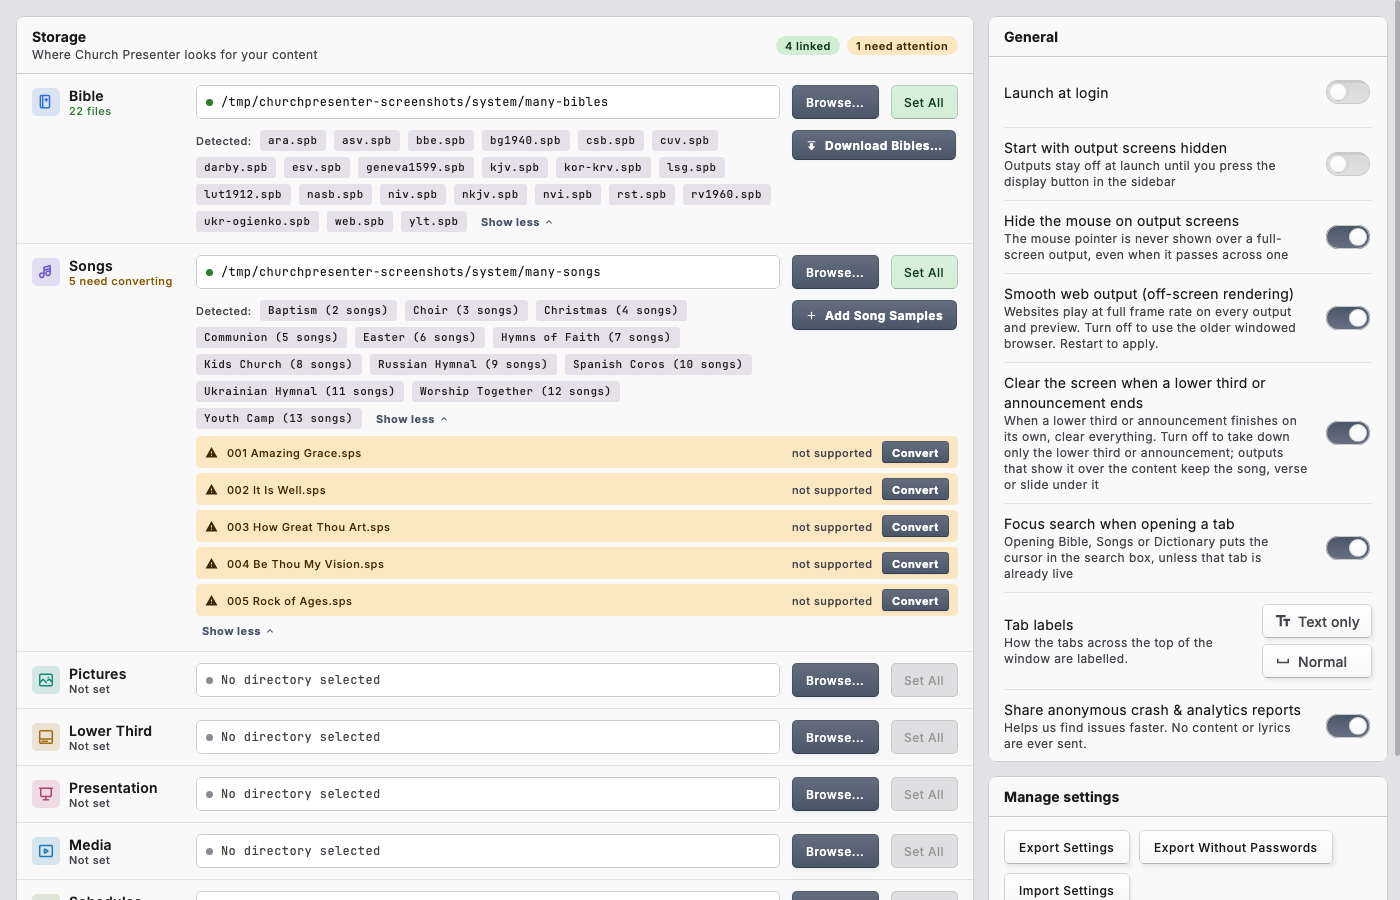 Storage
Where Church Presenter looks for your content
4 linked
1 need attention
Bible
22 files
/tmp/churchpresenter-screenshots/system/many-bibles
Browse...
Set All
Detected: ara.spb asv.spb bbe.spb bg1940.spb csb.spb cuv.spb
darby.spb esv.spb geneva1599.spb kjv.spb kor-krv.spb lsg.spb
lut1912.spb nasb.spb niv.spb nkjv.spb nvi.spb rst.spb rv1960.spb
ukr-ogienko.spb web.spb ylt.spb Show less
Download Bibles...
Songs
5 need converting
/tmp/churchpresenter-screenshots/system/many-songs
Browse...
Set All
Detected: Baptism (2 songs) Choir (3 songs) Christmas (4 songs)
Communion (5 songs) Easter (6 songs) Hymns of Faith (7 songs)
Kids Church (8 songs) Russian Hymnal (9 songs) Spanish Coros (10 songs)
Ukrainian Hymnal (11 songs) Worship Together (12 songs)
Youth Camp (13 songs) Show less
+ Add Song Samples
001 Amazing Grace.sps not supported Convert
002 It Is Well.sps not supported Convert
003 How Great Thou Art.sps not supported Convert
004 Be Thou My Vision.sps not supported Convert
005 Rock of Ages.sps not supported Convert
Show less
Pictures
Not set
No directory selected
Browse...
Set All
Lower Third
Not set
No directory selected
Browse...
Set All
Presentation
Not set
No directory selected
Browse...
Set All
Media
Not set
No directory selected
Browse...
Set All
General
Launch at login
Start with output screens hidden
Outputs stay off at launch until you press the
display button in the sidebar
Hide the mouse on output screens
The mouse pointer is never shown over a full-
screen output, even when it passes across one
Smooth web output (off-screen rendering)
Websites play at full frame rate on every output
and preview. Turn off to use the older windowed
browser. Restart to apply.
Clear the screen when a lower third or
announcement ends
When a lower third or announcement finishes on
its own, clear everything. Turn off to take down
only the lower third or announcement; outputs
that show it over the content keep the song, verse
or slide under it
Focus search when opening a tab
Opening Bible, Songs or Dictionary puts the
cursor in the search box, unless that tab is
already live
Tab labels
How the tabs across the top of the
window are labelled.
Text only
Normal
Share anonymous crash & analytics reports
Helps us find issues faster. No content or lyrics
are ever sent.
Manage settings
Export Settings
Export Without Passwords
Import Settings